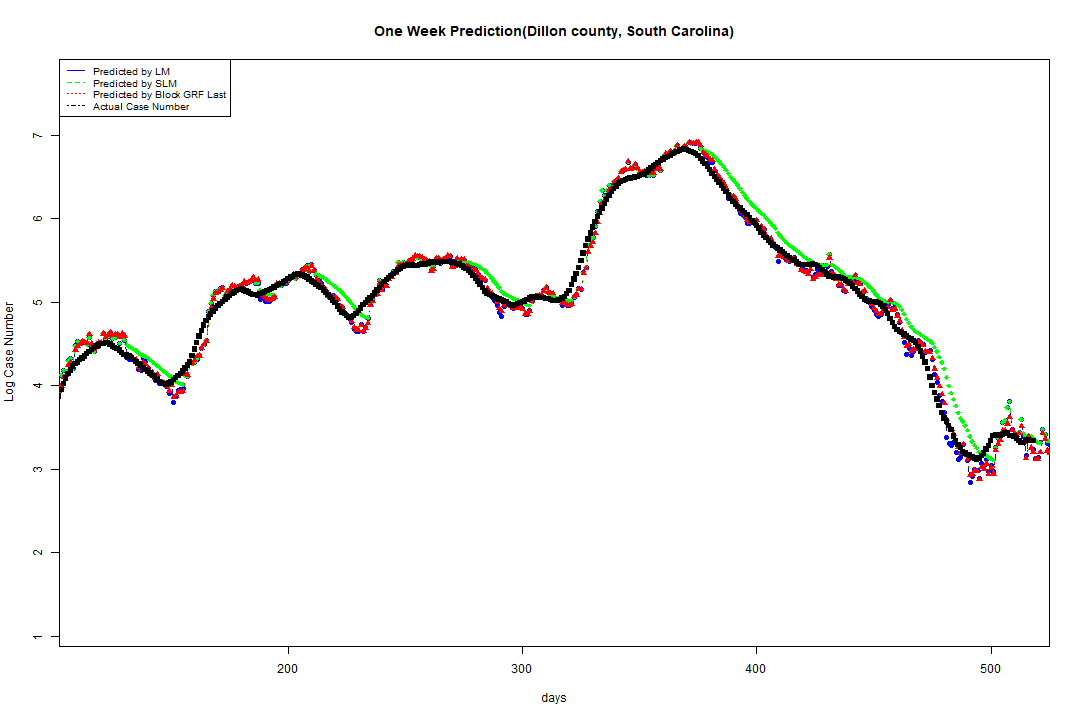 One Week Prediction(Dillon county, South Carolina)
Predicted by LM
Predicted by SLM
Predicted by Block GRF Last
Actual Case Number
Log Case Number
7
6
5
4
3
2
1
200 300 400 500
days